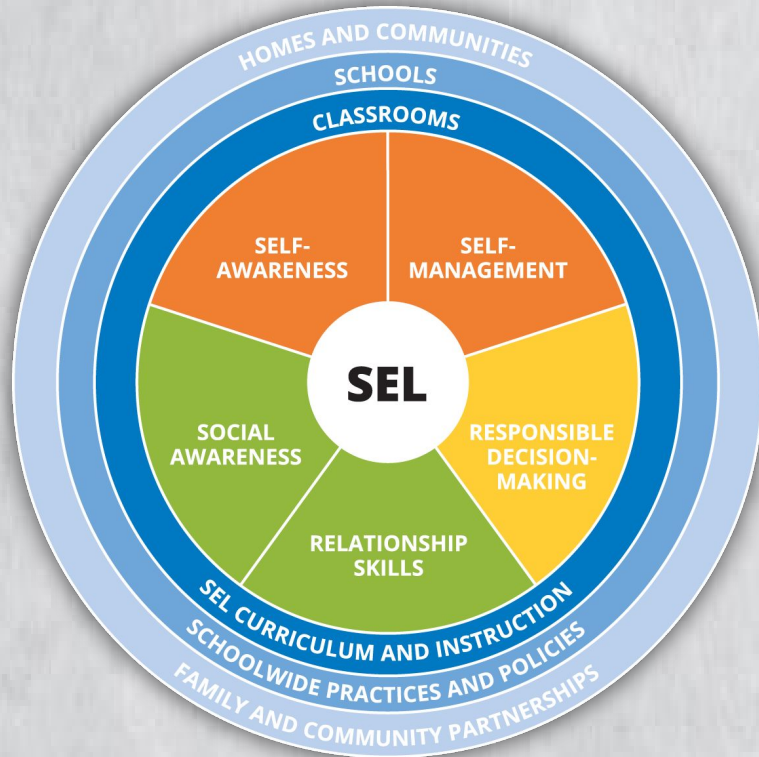 HOMES AND COMMUNITIES
SCHOOLS
CLASSROOMS
SELF-
AWARENESS
SELF-
MANAGEMENT
SEL
SOCIAL
AWARENESS
RESPONSIBLE
DECISION-
MAKING
RELATIONSHIP
SKILLS
SEL CURRICULUM AND INSTRUCTION
SCHOOLWIDE PRACTICES AND POLICIES
FAMILY AND COMMUNITY PARTNERSHIPS